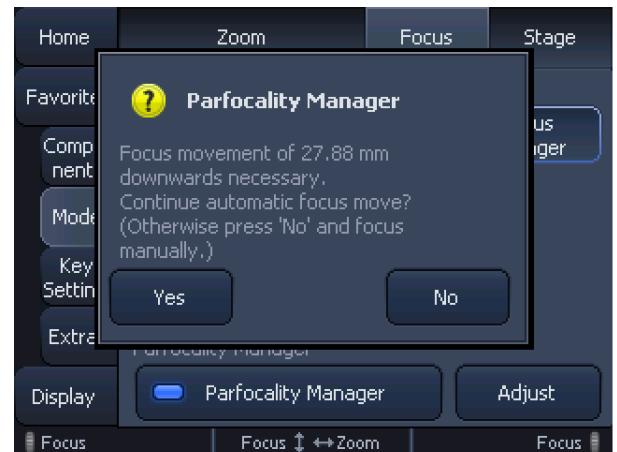 Home Zoom Focus Stage
Parfocality Manager
Focus movement of 27.88 mm
downwards necessary.
Continue automatic focus move?
(Otherwise press 'No' and focus
manually.)
Yes No
Favorite
Comp
nent
Mode
Key
Settin
Extra
Display
us
ger
Parfocality Manager
Parfocality Manager Adjust
Focus Focus ↕ ↔ Zoom Focus